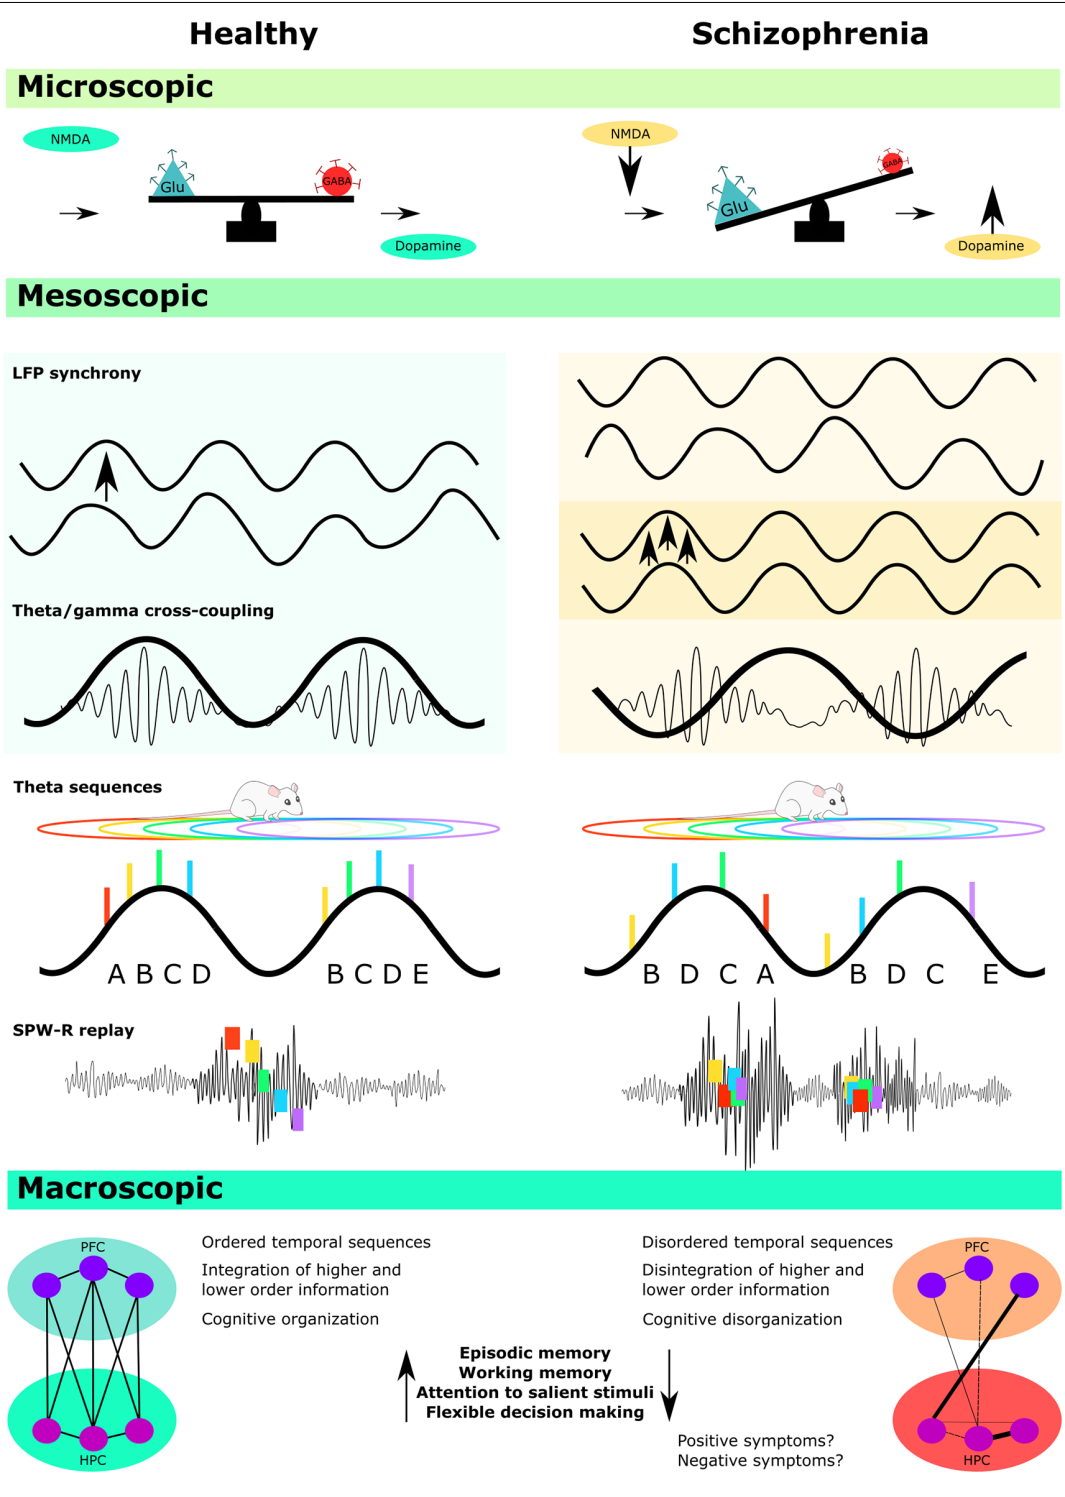 Healthy
Schizophrenia
Microscopic
NMDA
Glu
GABA
Dopamine
NMDA
Glu
GABA
Dopamine
Mesoscopic
LFP synchrony
Theta/gamma cross-coupling
Theta sequences
A B C D
B C D E
B D C A
B D C E
SPW-R replay
Macroscopic
PFC
HPC
Ordered temporal sequences
Integration of higher and
lower order information
Cognitive organization
Disordered temporal sequences
Disintegration of higher and
lower order information
Cognitive disorganization
PFC
HPC
Episodic memory
Working memory
Attention to salient stimuli
Flexible decision making
Positive symptoms?
Negative symptoms?